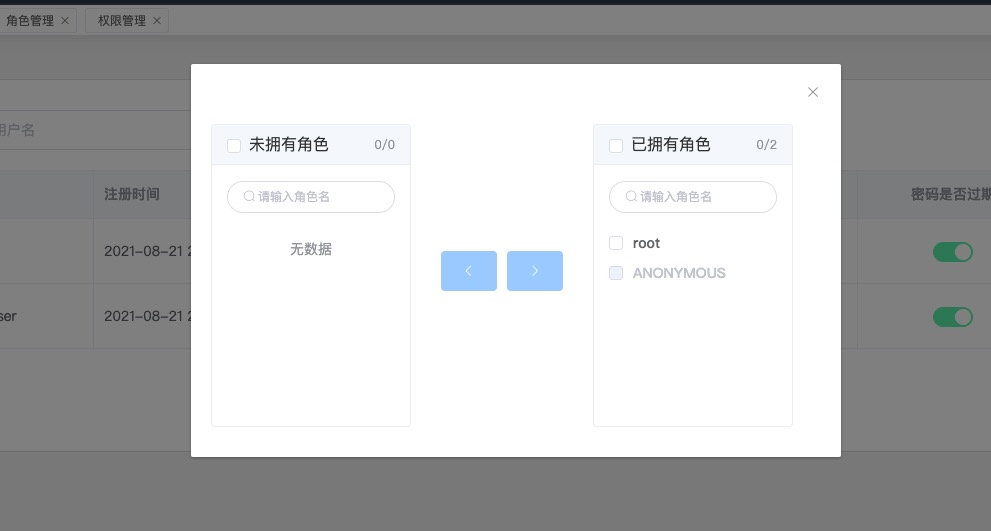 角色管理
权限管理
用户名
注册时间
密码是否过期
2021-08-21 2
ser
2021-08-21 2
未拥有角色 0/0
请输入角色名
无数据
已拥有角色 0/2
请输入角色名
root
ANONYMOUS